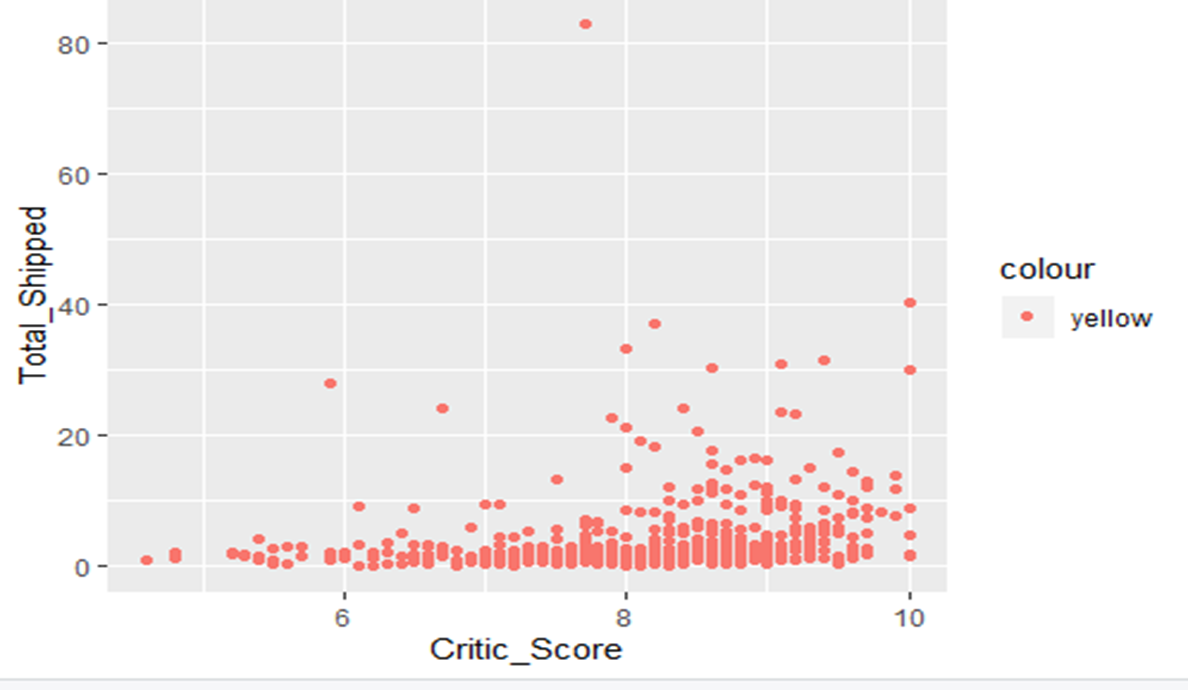 80
60
40
20
0
Total_Shipped
6 8 10
Critic_Score
colour
yellow